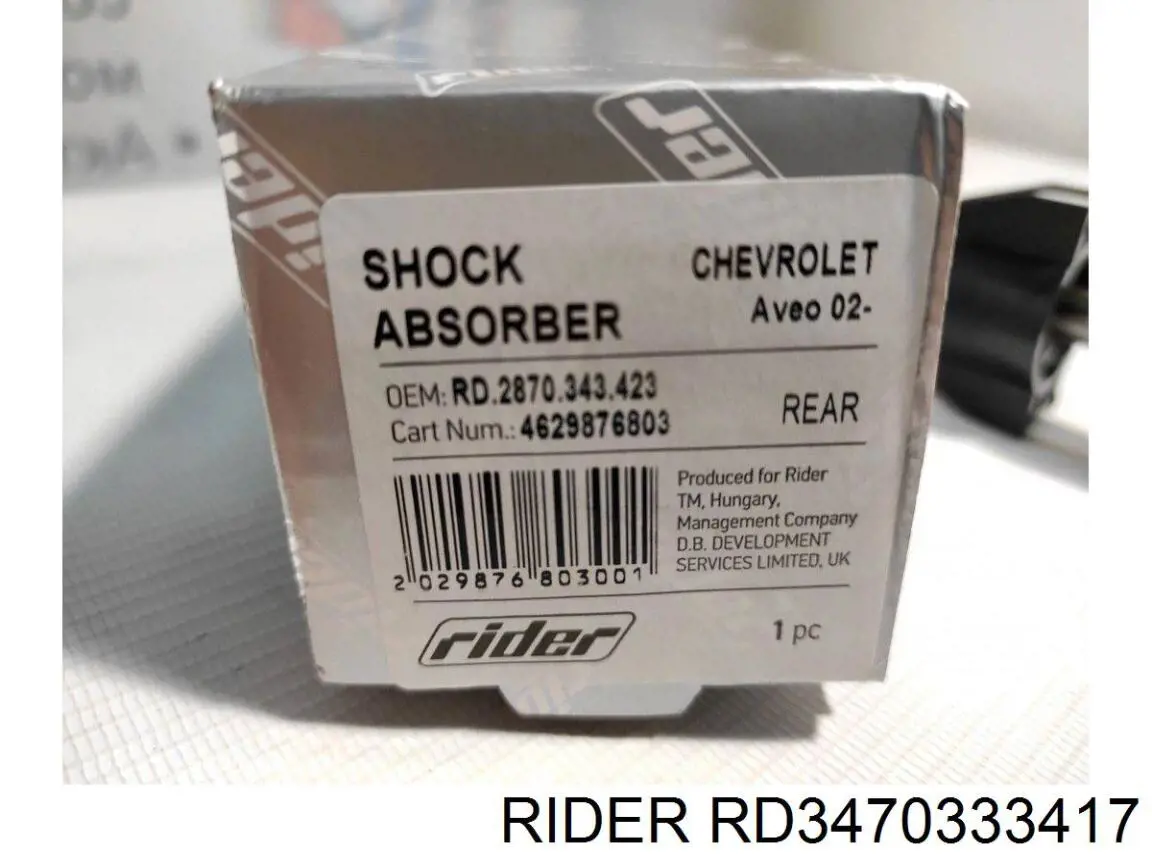 rider
SHOCK
ABSORBER
CHEVROLET
Aveo 02-
OEM: RD.2870.343.423
Cart Num.: 4629876803
REAR
Produced for Rider
TM, Hungary,
Management Company
D.B. DEVELOPMENT
SERVICES LIMITED, UK
2 029876 803001
rider
1 pc
RIDER RD3470333417